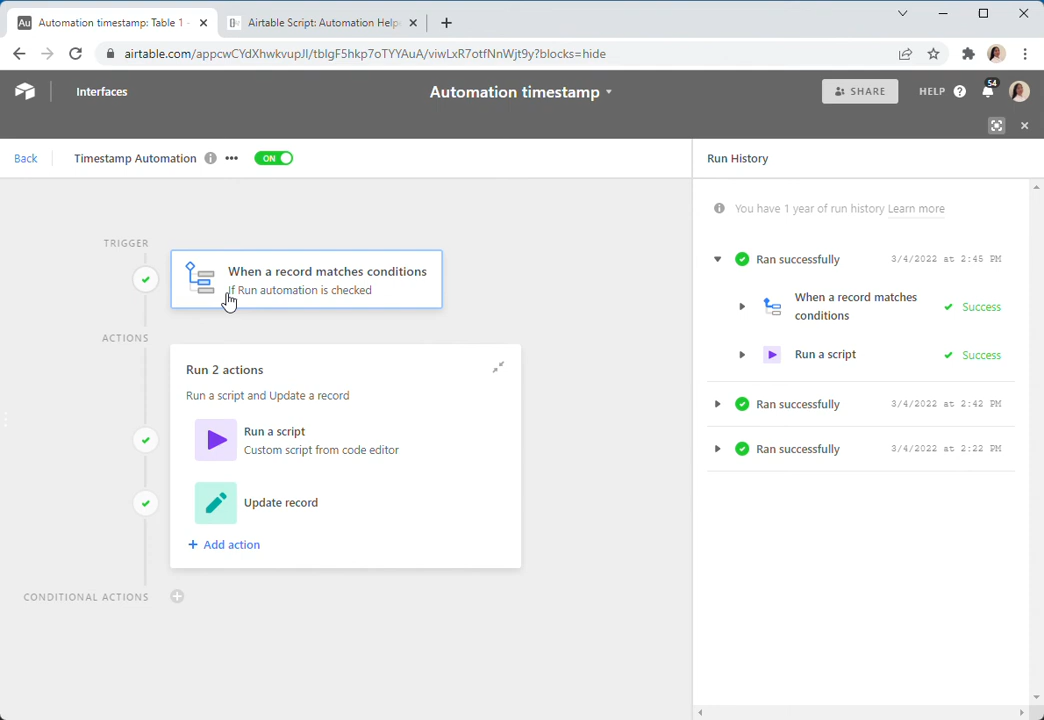 Au Automation timestamp: Table 1 -
Airtable Script: Automation Help
airtable.com/appcwCYdXhwkvupJI/tblgF5hkp7oTYYAuA/viwLxR7otfNnWjt9y?blocks=hide
Interfaces
Automation timestamp
SHARE
HELP
54
Back
Timestamp Automation
ON
Run History
You have 1 year of run history Learn more
TRIGGER
When a record matches conditions
If Run automation is checked
Ran successfully 3/4/2022 at 2:45 PM
When a record matches
conditions
Success
ACTIONS
Run a script
Success
Run 2 actions
Run a script and Update a record
Ran successfully 3/4/2022 at 2:42 PM
Run a script
Custom script from code editor
Ran successfully 3/4/2022 at 2:22 PM
Update record
+ Add action
CONDITIONAL ACTIONS